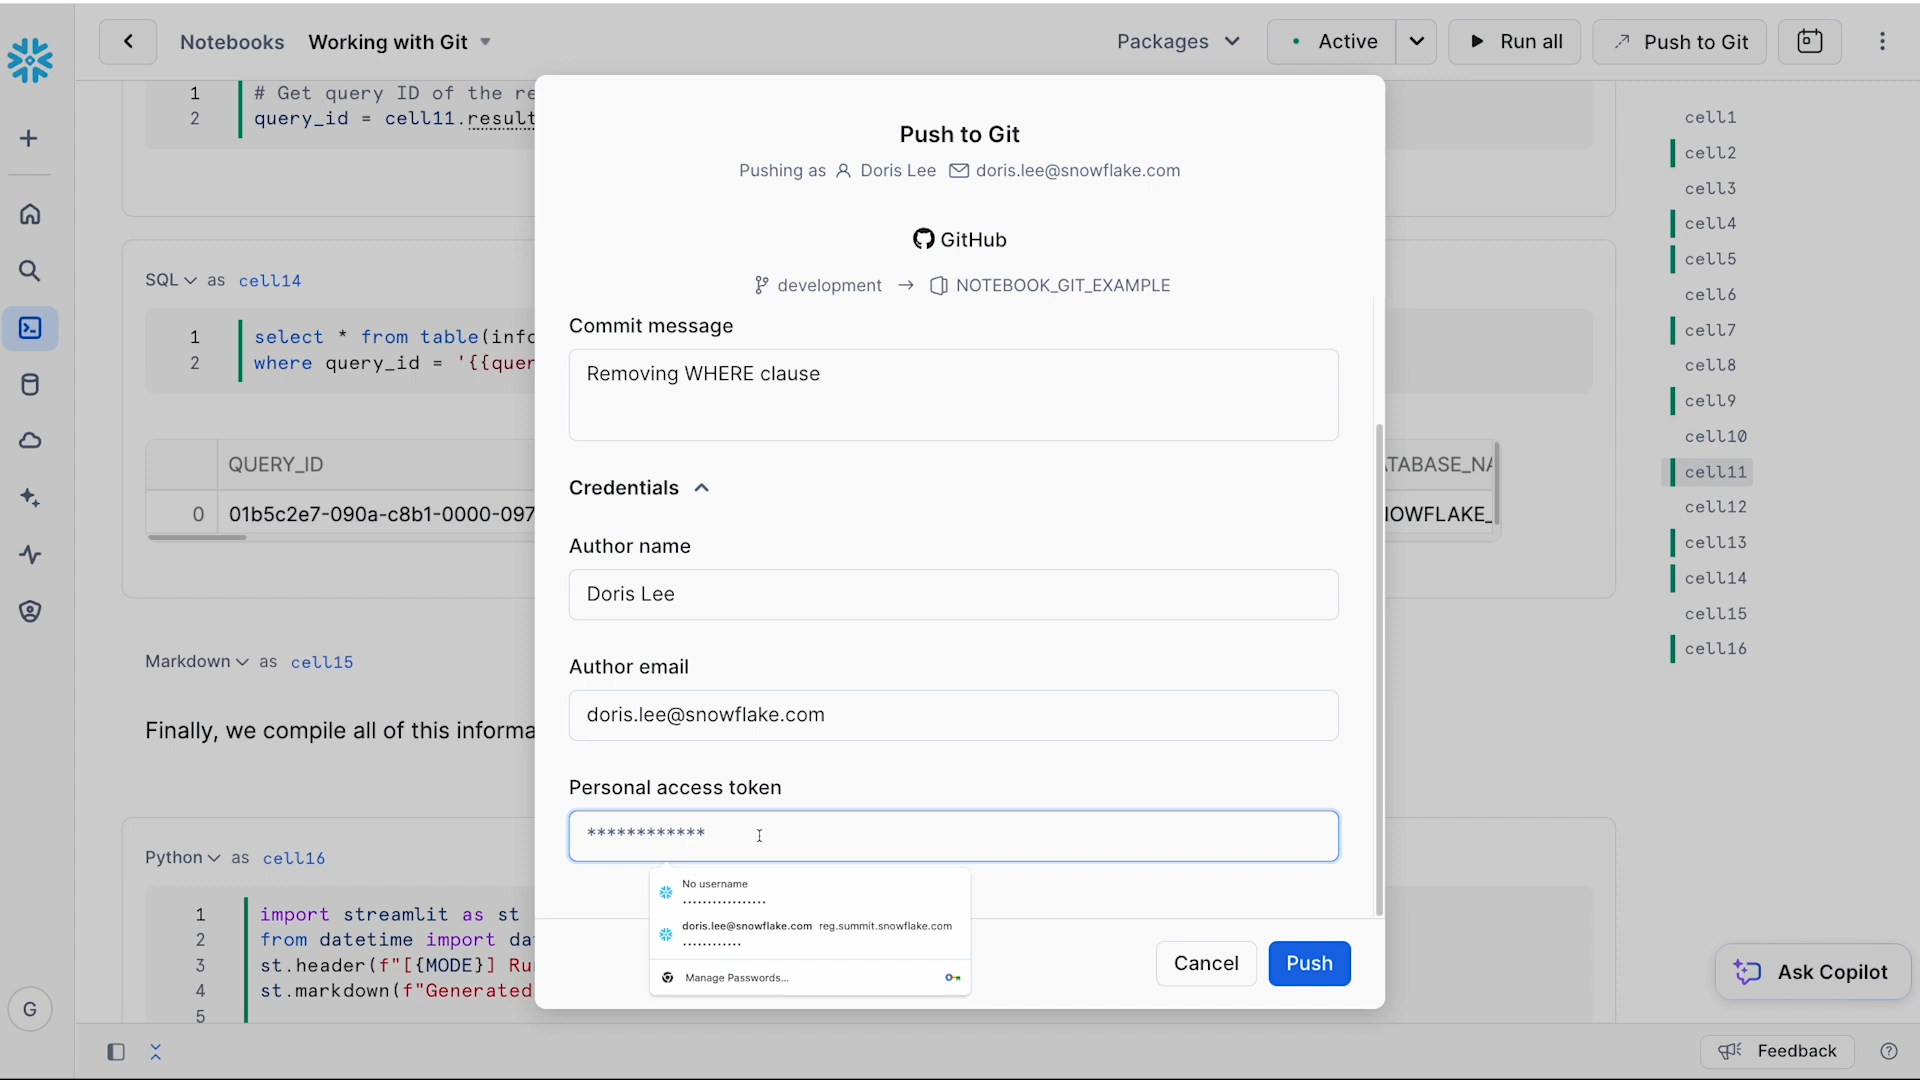 Notebooks Working with Git
Packages
Active
Run all
Push to Git
1 # Get query ID of the re
2 query_id = cell11.result
SQL as cell14
1 select * from table(info
2 where query_id = '{{quer
QUERY_ID
TABASE_NA
0 01b5c2e7-090a-c8b1-0000-097
IOWFLAKE_
Markdown as cell15
Finally, we compile all of this informa
Python as cell16
1 import streamlit as st
2 from datetime import da
3 st.header(f"[{MODE}] Ru
4 st.markdown(f"Generated
5
Push to Git
Pushing as Doris Lee doris.lee@snowflake.com
GitHub
development → NOTEBOOK_GIT_EXAMPLE
Commit message
Removing WHERE clause
Credentials
Author name
Doris Lee
Author email
doris.lee@snowflake.com
Personal access token
************
No username
•••••••••••••••••
doris.lee@snowflake.com reg.summit.snowflake.com
••••••••••••
Manage Passwords...
Cancel
Push
cell1
cell2
cell3
cell4
cell5
cell6
cell7
cell8
cell9
cell10
cell11
cell12
cell13
cell14
cell15
cell16
Ask Copilot
G
Feedback